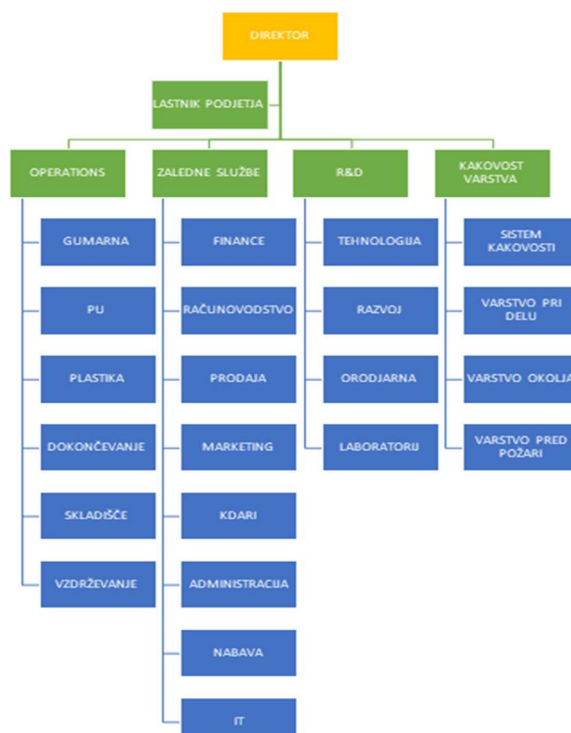 DIREKTOR
LASTNIK PODJETJA
OPERATIONS
GUMARNA
PU
PLASTIKA
DOKONČEVANJE
SKLADIŠČE
VZDRŽEVANJE
ZALEDNE SLUŽBE
FINANCE
RAČUNOVODSTVO
PRODAJA
MARKETING
KDARI
ADMINISTRACIJA
NABAVA
IT
R&D
TEHNOLOGIJA
RAZVOJ
ORODJARNA
LABORATORIJ
KAKOVOST
VARSTVA
SISTEM
KAKOVOSTI
VARSTVO PRI
DELU
VARSTVO OKOLJA
VARSTVO PRED
POŽARI